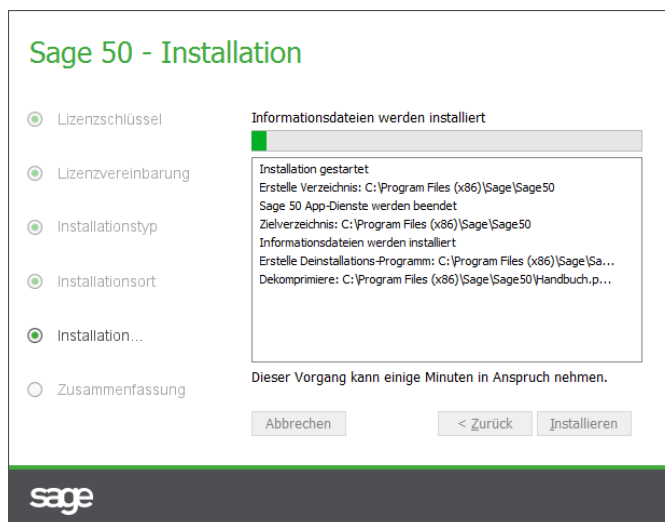 Sage 50 - Installation
Lizenzschlüssel
Lizenzvereinbarung
Installationstyp
Installationsort
Installation...
Zusammenfassung
Informationsdateien werden installiert
Installation gestartet
Erstelle Verzeichnis: C:\Program Files (x86)\Sage\Sage50
Sage 50 App-Dienste werden beendet
Zielverzeichnis: C:\Program Files (x86)\Sage\Sage50
Informationsdateien werden installiert
Erstelle Deinstallations-Programm: C:\Program Files (x86)\Sage\Sa...
Dekomprimiere: C:\Program Files (x86)\Sage\Sage50\Handbuch.p...
Dieser Vorgang kann einige Minuten in Anspruch nehmen.
Abbrechen
< Zurück
Installieren
sage